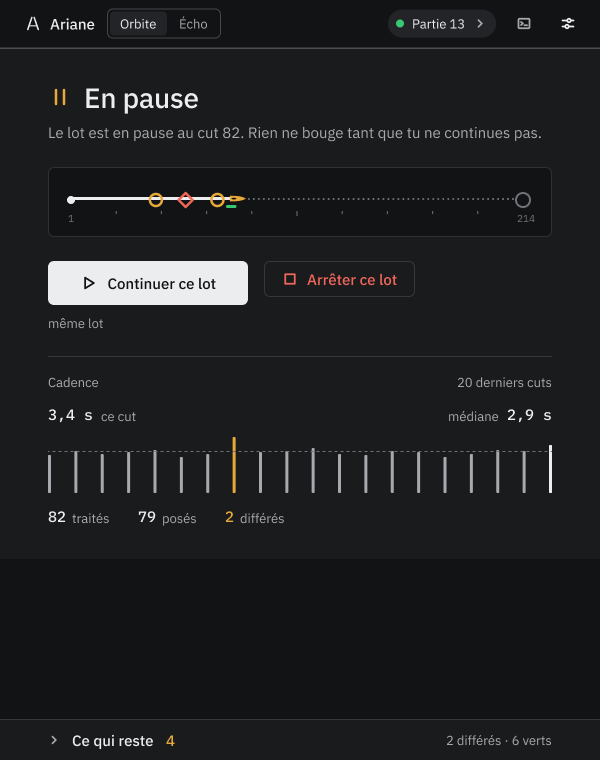 Ariane Orbite Écho Partie 13
En pause
Le lot est en pause au cut 82. Rien ne bouge tant que tu ne continues pas.
1 214
Continuer ce lot Arrêter ce lot
même lot
Cadence 20 derniers cuts
3,4 s ce cut médiane 2,9 s
82 traités 79 posés 2 différés
Ce qui reste 4 2 différés · 6 verts